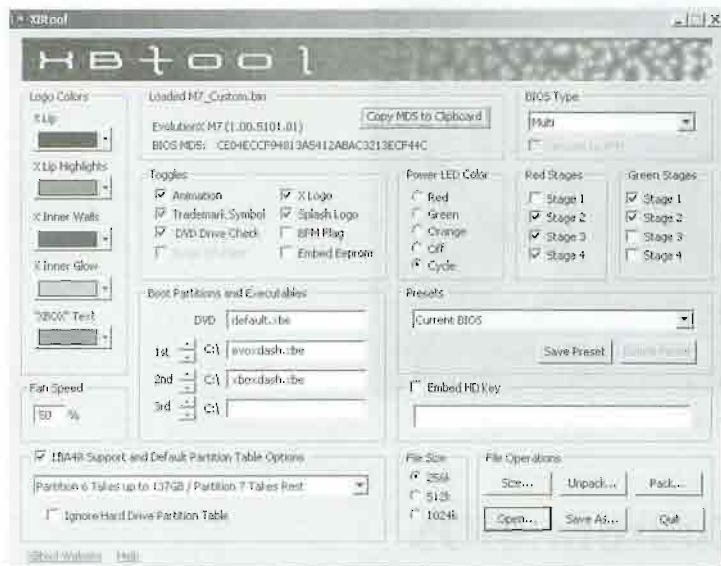 XBtool
xbtool
Logo Colors
X Lip
X Lip Highlights
X Inner Walls
X Inner Glow
"XBOX" Text
Fan Speed
50 %
Loaded M7_Custom.bin
EvolutionX M7 (1.00.5101.01)
Copy MD5 to Clipboard
BIOS MD5:
BIOS Type
Multi
Toggles
Animation
X Logo
Trademark Symbol
Splash Logo
DVD Drive Check
BFM Flag
Embed Eeprom
Power LED Color
Red
Green
Orange
Off
Cycle
Red Stages
Stage 1
Stage 2
Stage 3
Stage 4
Green Stages
Stage 1
Stage 2
Stage 3
Stage 4
Boot Partitions and Executables
DVD default.xbe
1st C:\ evoxdash.xbe
2nd C:\ xboxdash.xbe
3rd C:\
Presets
Current BIOS
Save Preset
Embed HD Key
LBA48 Support and Default Partition Table Options
Partition 6 Takes up to 137GB / Partition 7 Takes Rest
Ignore Hard Drive Partition Table
File Size
256k
512k
1024k
File Operations
Size... Unpack... Pack...
Open... Save As... Quit
XBtool Website Help